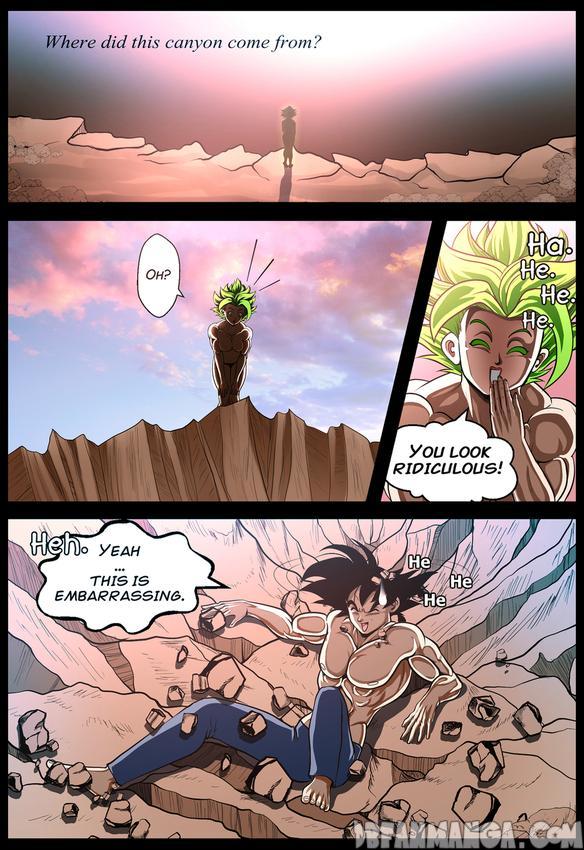 Where did this canyon come from?
OH?
HA.
HE.
HE.
HE.
YOU LOOK
RIDICULOUS!
HEH.
YEAH
...
THIS IS
EMBARRASSING.
HE
HE
HE
DBFANMANGA.COM